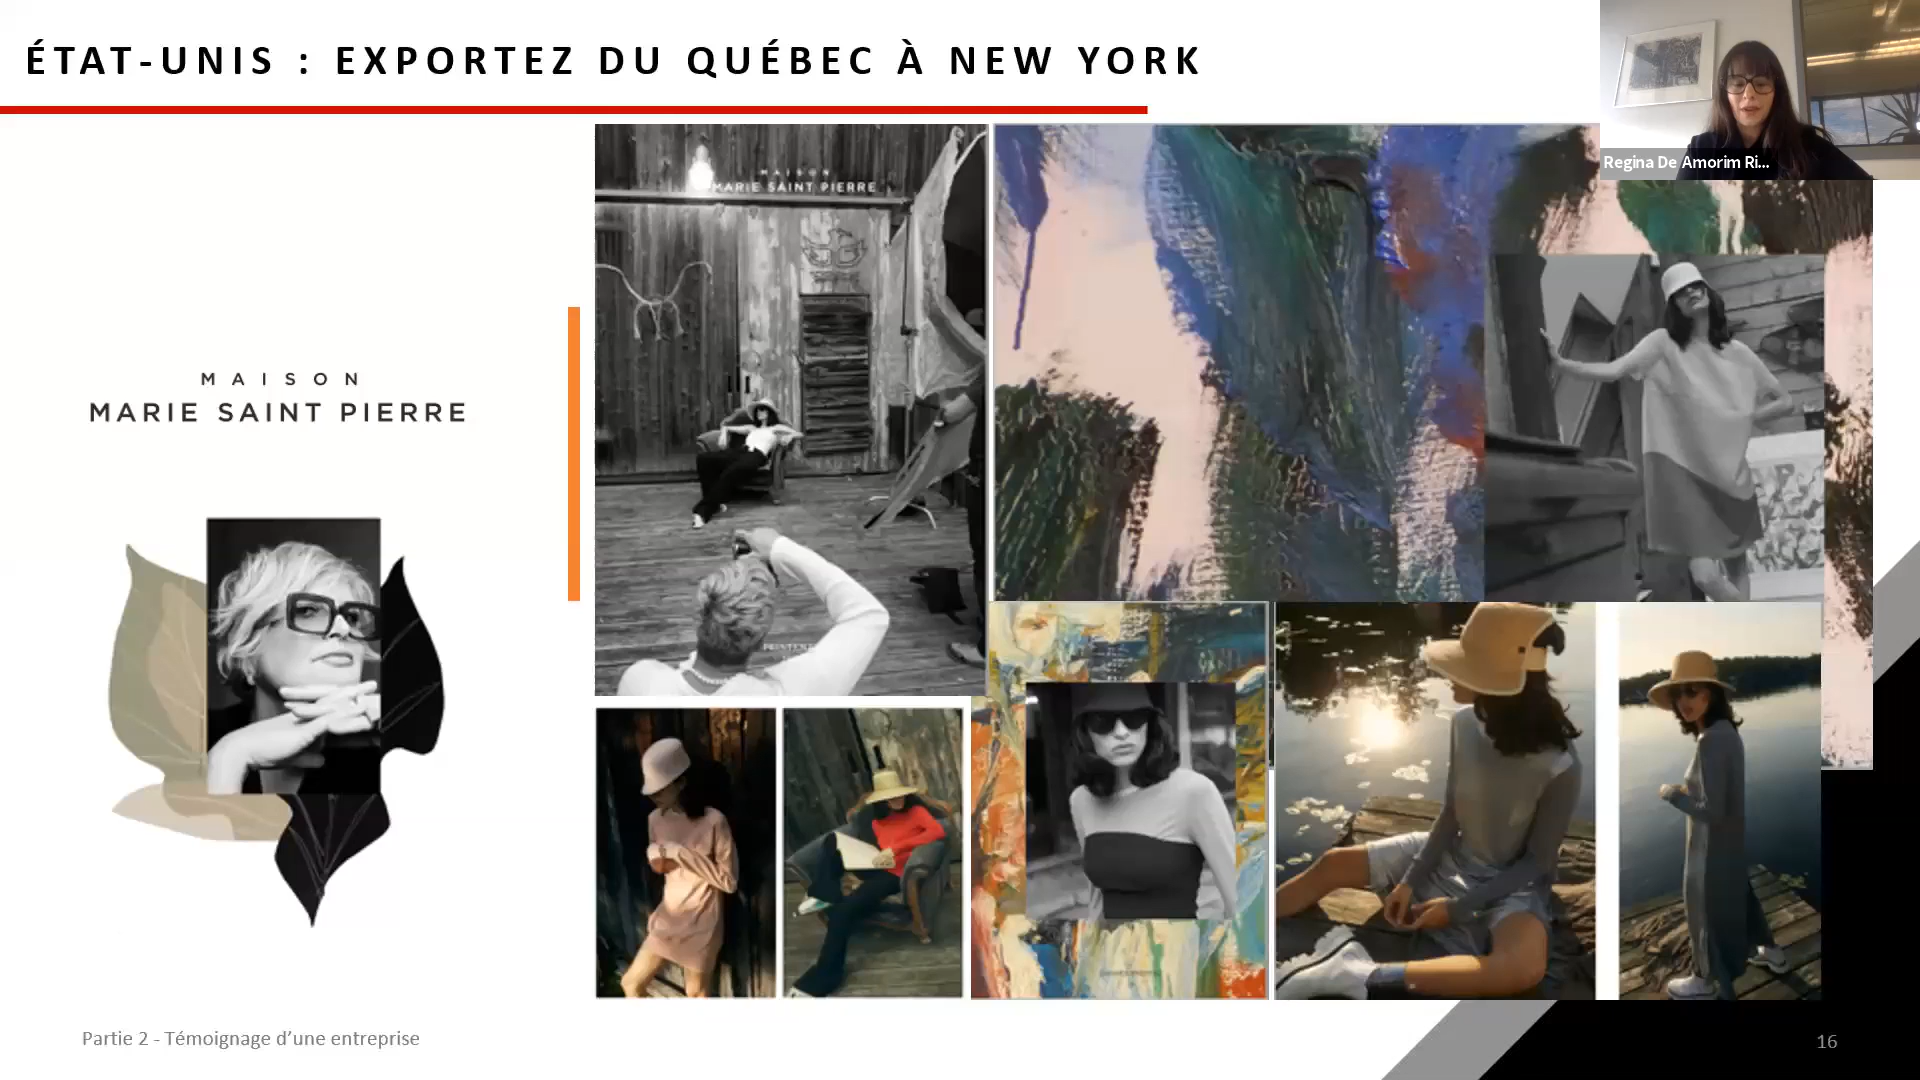 ÉTAT-UNIS : EXPORTEZ DU QUÉBEC À NEW YORK
Regina De Amorim Ri...
MAISON
MARIE SAINT PIERRE
MAISON
MARIE SAINT PIERRE
Partie 2 - Témoignage d’une entreprise
16